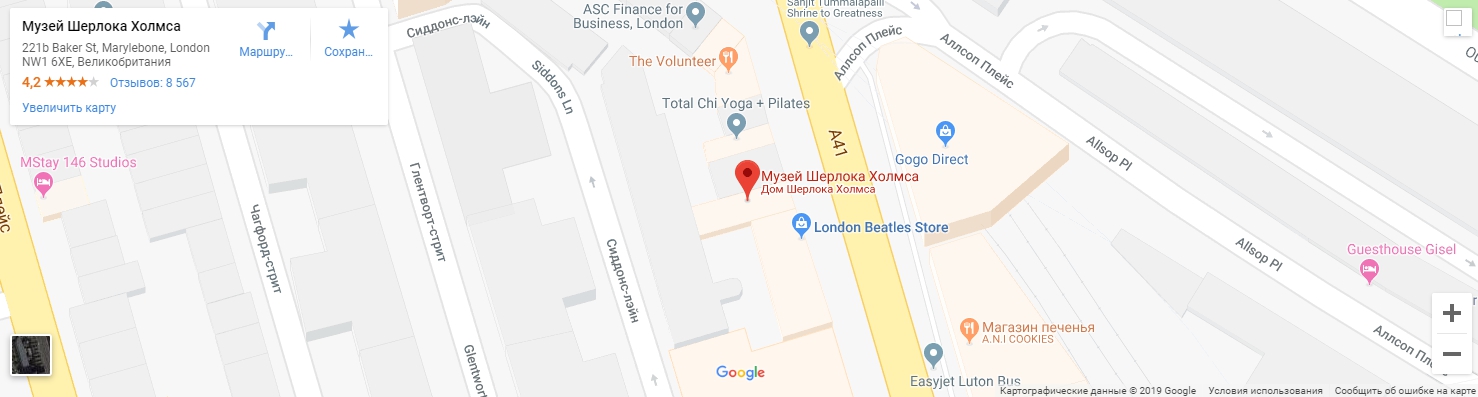 Музей Шерлока Холмса
221b Baker St, Marylebone, London
NW1 6XE, Великобритания
4,2
Отзывов: 8 567
Увеличить карту
Маршру...
Сохран...
MStay 146 Studios
Чагфорд-стрит
Глентворт-стрит
Glentwor
Сиддонс-лэйн
Siddons Ln
Сиддонс-лэйн
ASC Finance for
Business, London
The Volunteer
Total Chi Yoga + Pilates
Sanjit Tummalapalli
Shrine to Greatness
A41
Музей Шерлока Холмса
Дом Шерлока Холмса
London Beatles Store
Аллсоп Плейс
Аллсоп Плейс
Gogo Direct
Allsop Pl
Allsop Pl
Guesthouse Gisel
Аллсоп Плей
Магазин печенья
A.N.I COOKIES
Easyjet Luton Bus
Google
Картографические данные © 2019 Google
Условия использования
Сообщить об ошибке на карте